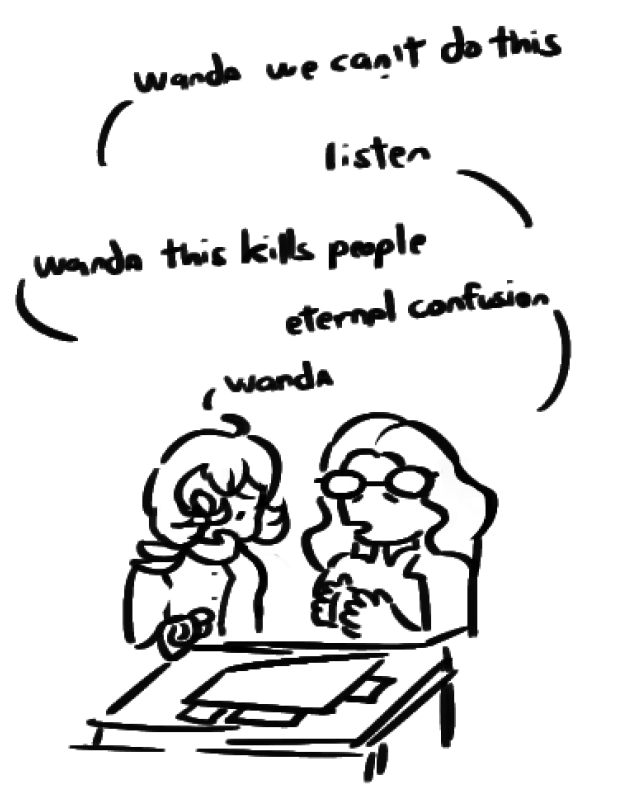 wanda we can't do this
listen
wanda this kills people
eternal confusion
wanda